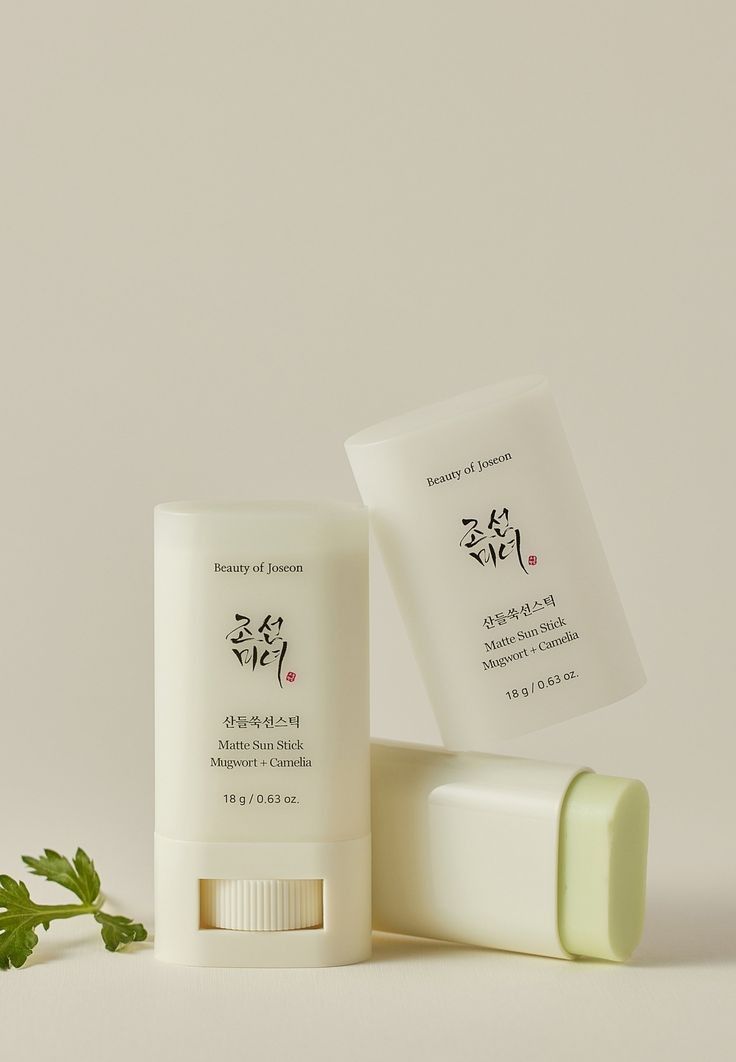 Beauty of Joseon
조선
미녀
산들쑥선스틱
Matte Sun Stick
Mugwort + Camelia
18 g / 0.63 oz.
Beauty of Joseon
조선
미녀
산들쑥선스틱
Matte Sun Stick
Mugwort + Camelia
18 g / 0.63 oz.